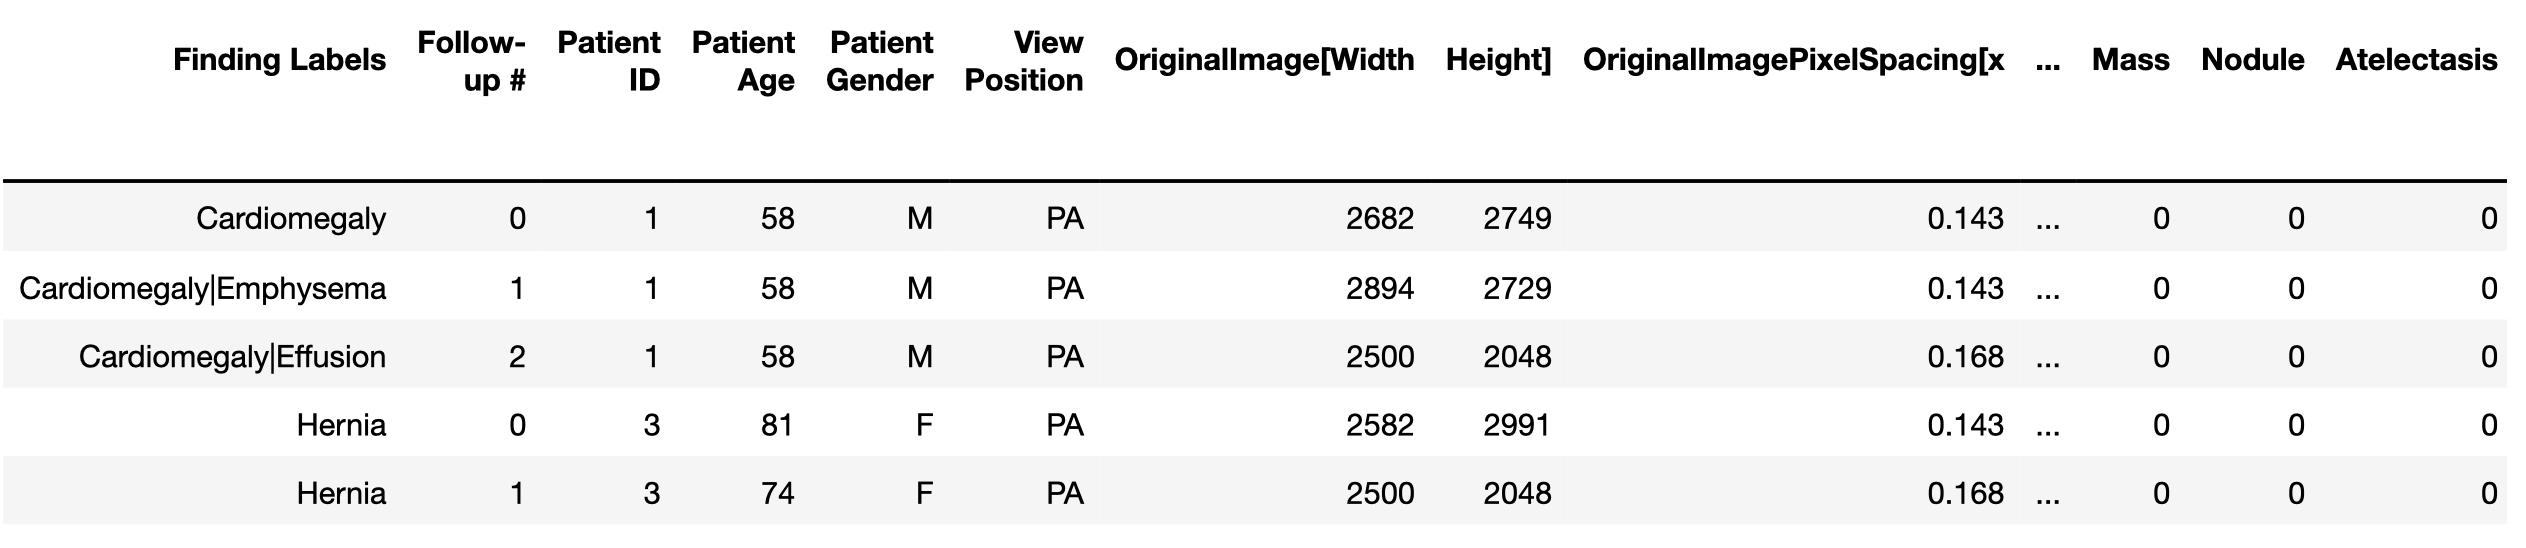 Finding Labels Follow-up # Patient ID Patient Age Patient Gender View Position OriginalImage[Width Height] OriginalImagePixelSpacing[x ... Mass Nodule Atelectasis
Cardiomegaly 0 1 58 M PA 2682 2749 0.143 ... 0 0 0
Cardiomegaly|Emphysema 1 1 58 M PA 2894 2729 0.143 ... 0 0 0
Cardiomegaly|Effusion 2 1 58 M PA 2500 2048 0.168 ... 0 0 0
Hernia 0 3 81 F PA 2582 2991 0.143 ... 0 0 0
Hernia 1 3 74 F PA 2500 2048 0.168 ... 0 0 0